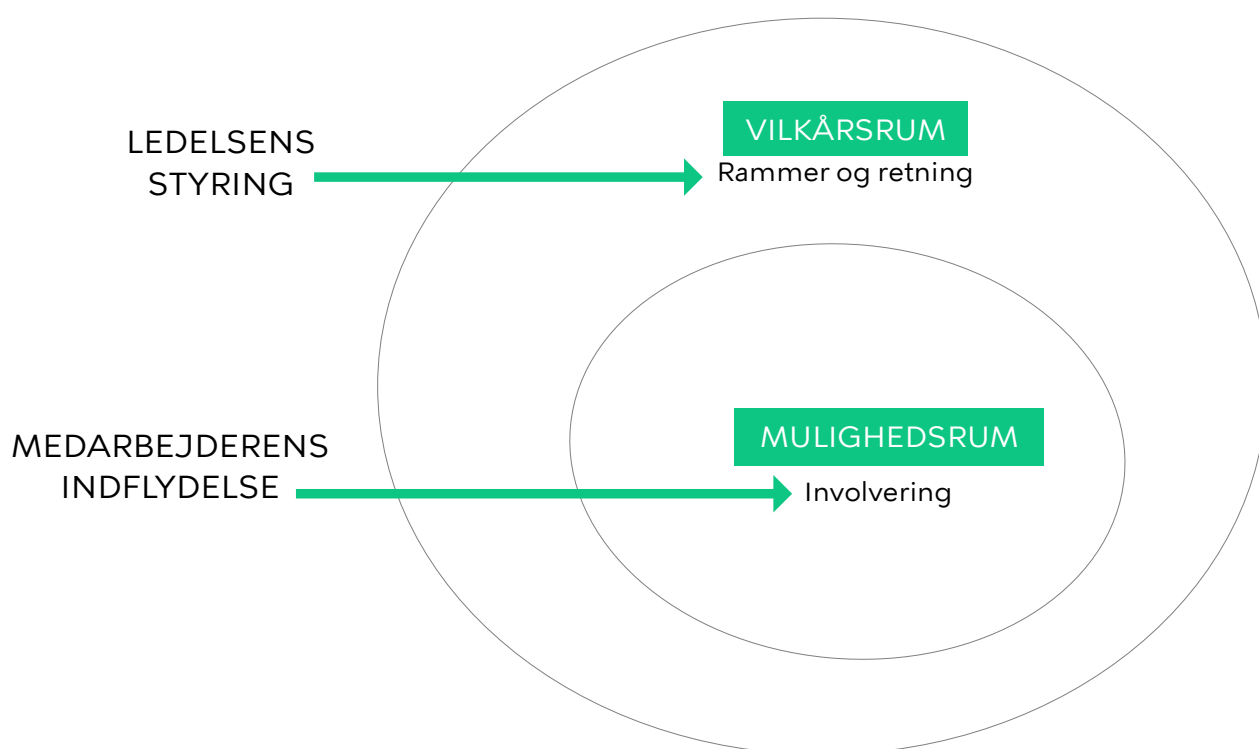 LEDELSENS
STYRING
VILKÅRSRUM
Rammer og retning
MEDARBEJDERENS
INDFLYDELSE
MULIGHEDSRUM
Involvering